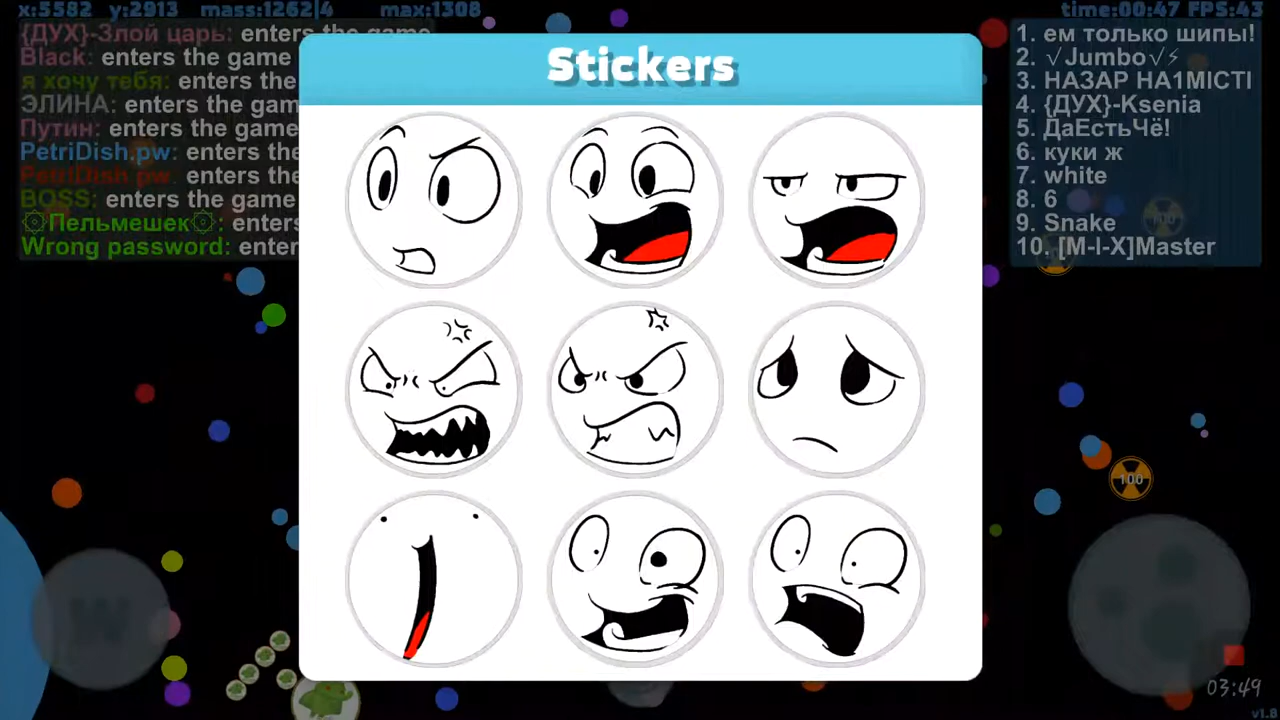 x:5582 y:2913 mass:1262|4 max:1308
time:00:47 FPS:43
{ДУХ}-Злой царь: enters the game
Black: enters the game
я хочу тебя: enters the
ЭЛИНА: enters the gam
Путин: enters the game
PetriDish.pw: enters the
PetriDish.pw: enters the
BOSS: enters the game
۞Пельмешек۞: enters
Wrong password: enter
Stickers
1. ем только шипы!
2. √Jumbo√⚡
3. НАЗАР НА1МІСТІ
4. {ДУХ}-Ksenia
5. ДаЕстьЧё!
6. куки ж
7. white
8. 6
9. Snake
10. [M-I-X]Master
100
100
W
03:49
v1.8